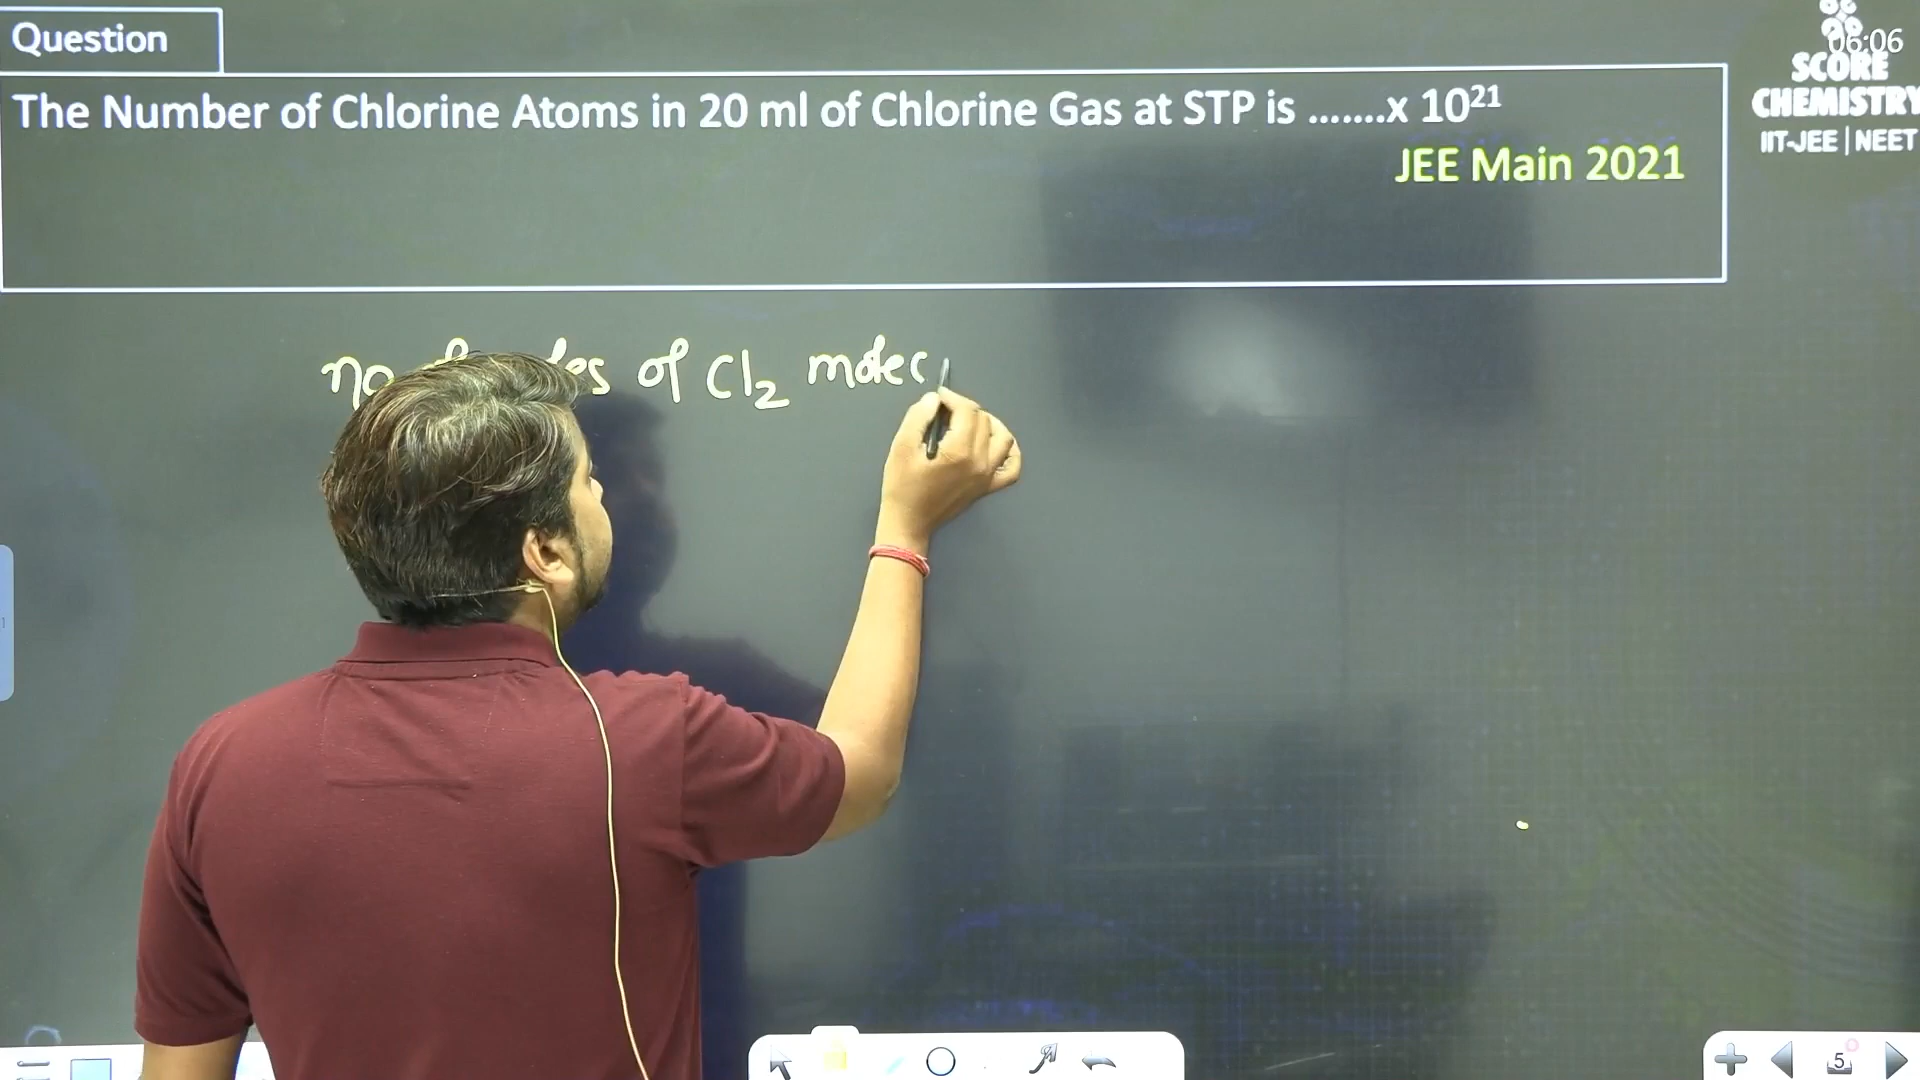 Question
The Number of Chlorine Atoms in 20 ml of Chlorine Gas at STP is .......x 10²¹
JEE Main 2021
06:06
SCORE
CHEMISTRY
IIT-JEE | NEET
no of Cl₂ molec
5